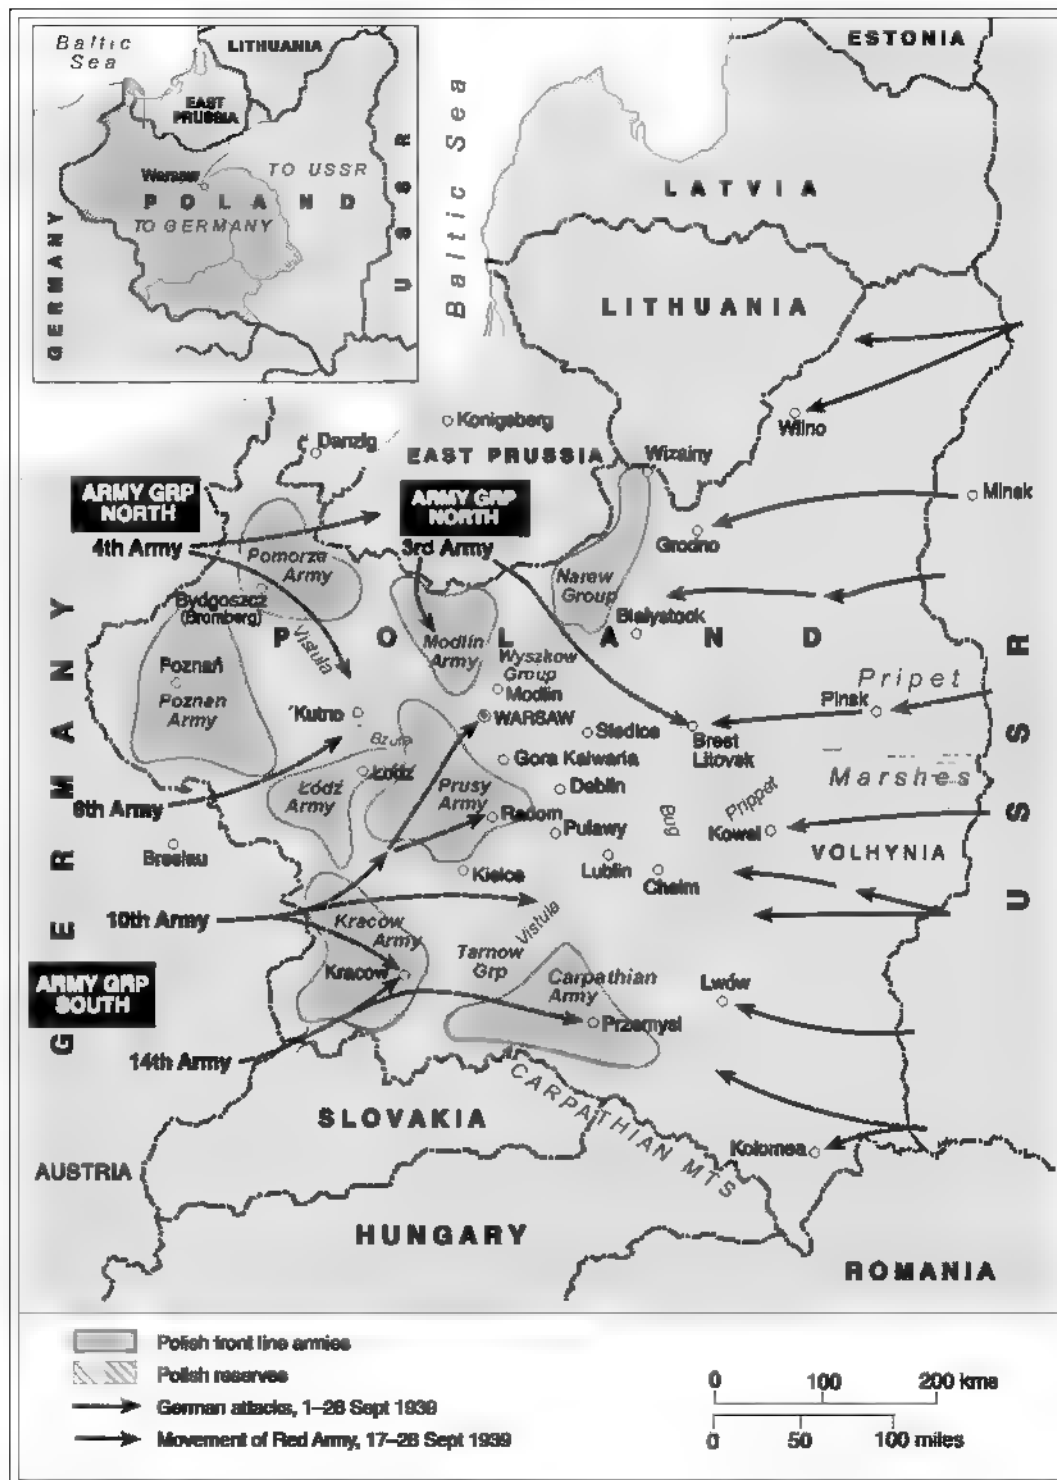 Baltic
Sea
LITHUANIA
EAST
PRUSSIA
Warsaw
TO USSR
POLAND
TO GERMANY
GERMANY
USSR
Baltic Sea
ESTONIA
LATVIA
LITHUANIA
Wilno
Konigsberg
Danzig
EAST PRUSSIA
Wizainy
Minsk
ARMY GRP
NORTH
ARMY GRP
NORTH
4th Army
3rd Army
Grodno
Pomorze
Army
Narew
Group
Bydgoszcz
(Bromberg)
Bialystock
POLAND
Vistula
Modlin
Army
Wyszkow
Group
Modlin
Poznań
Poznan
Army
Pripet
Pinsk
Kutno
WARSAW
Siedlce
Brest
Litovsk
Bzura
Gora Kalwaria
Marshes
Łódź
Łódź
Army
Prusy
Army
Deblin
Prippet
Bug
8th Army
Radom
Pulawy
Kowel
Breslau
Kielce
Lublin
Chelm
VOLHYNIA
GERMANY
USSR
10th Army
Kracow
Army
Vistula
Tarnow
Grp
Kracow
Carpathian
Army
Lwów
ARMY GRP
SOUTH
Przemysl
14th Army
SLOVAKIA
CARPATHIAN MTS
Kolomea
AUSTRIA
HUNGARY
ROMANIA
Polish front line armies
Polish reserves
German attacks, 1–28 Sept 1939
Movement of Red Army, 17–28 Sept 1939
0 100 200 kms
0 50 100 miles